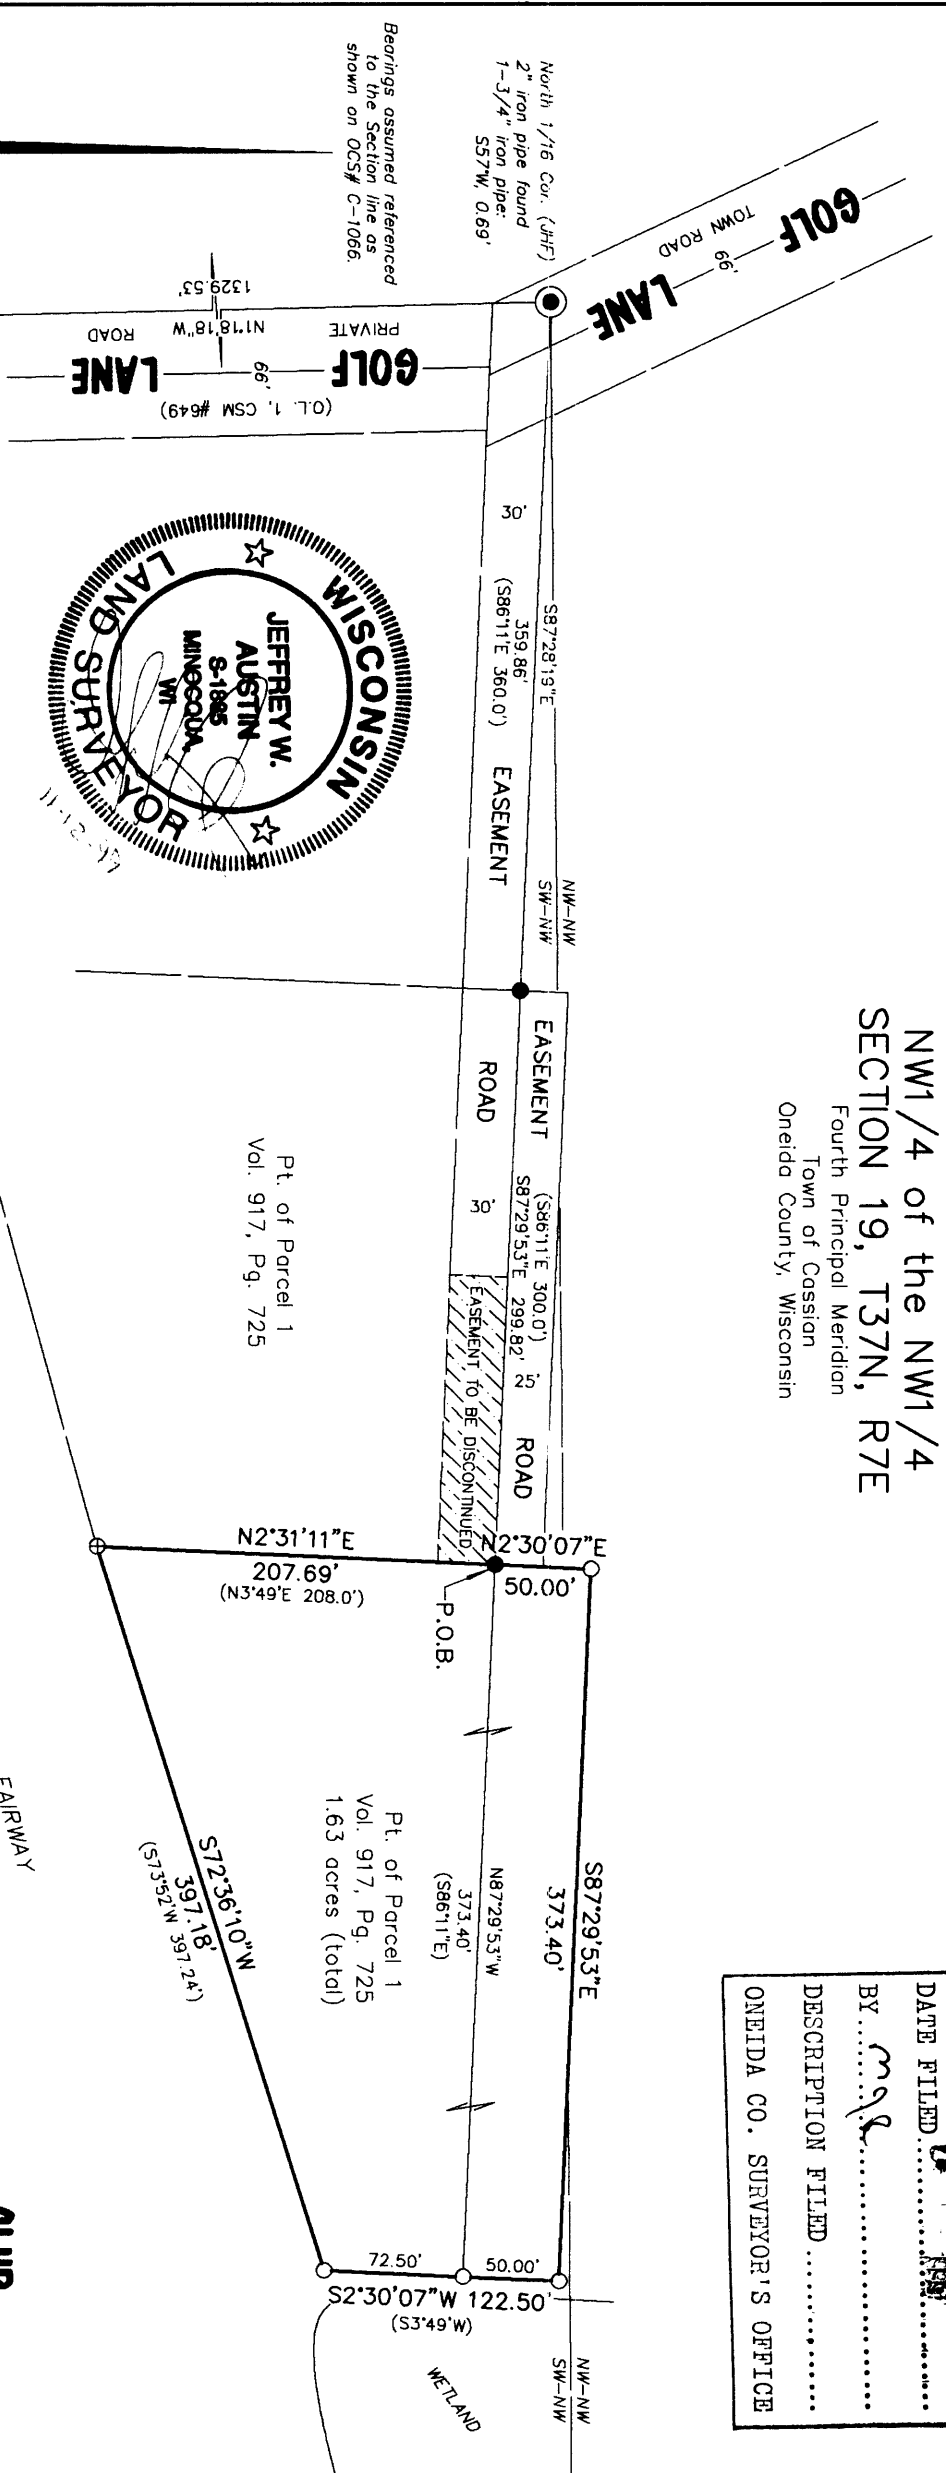 NW1/4 of the NW1/4
SECTION 19, T37N, R7E
Fourth Principal Meridian
Town of Cassian
Oneida County, Wisconsin
DATE FILED
BY
DESCRIPTION FILED
ONEIDA CO. SURVEYOR'S OFFICE
GOLF LANE
TOWN ROAD
66'
North 1/16 Cor. (JHF)
2" iron pipe found
1-3/4" iron pipe:
S57°W, 0.69'
Bearings assumed referenced
to the Section line as
shown on OCS# C-1066.
1329.53'
N1°18'18"W
PRIVATE ROAD
GOLF LANE
66'
(O.L. 1, CSM #649)
30'
S87°28'19"E
359.86'
(S86°11'E 360.0')
EASEMENT
NW-NW
SW-NW
EASEMENT
ROAD
(S86°11'E 300.0')
S87°29'53"E 299.82'
30'
25'
ROAD
EASEMENT TO BE DISCONTINUED
WISCONSIN
LAND SURVEYOR
JEFFREY W.
AUSTIN
S-1895
MINOCQUA,
WI
11-12-97
Pt. of Parcel 1
Vol. 917, Pg. 725
N2°31'11"E
207.69'
(N3°49'E 208.0')
N2°30'07"E
50.00'
P.O.B.
S87°29'53"E
373.40'
N87°29'53"W
373.40'
(S86°11'E)
Pt. of Parcel 1
Vol. 917, Pg. 725
1.63 acres (total)
S72°36'10"W
397.18'
(S73°52'W 397.24')
FAIRWAY
72.50'
50.00'
S2°30'07"W 122.50'
(S3°49'W)
WETLAND
NW-NW
SW-NW